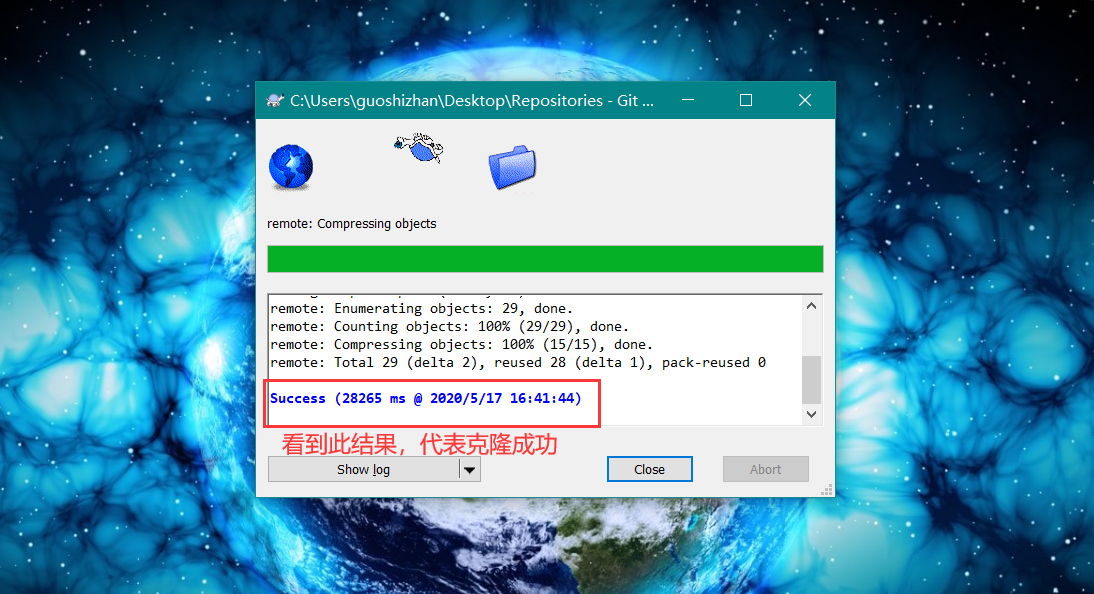 C:\Users\guoshizhan\Desktop\Repositories - Git ...
remote: Compressing objects
remote: Enumerating objects: 29, done.
remote: Counting objects: 100% (29/29), done.
remote: Compressing objects: 100% (15/15), done.
remote: Total 29 (delta 2), reused 28 (delta 1), pack-reused 0
Success (28265 ms @ 2020/5/17 16:41:44)
看到此结果，代表克隆成功
Show log
Close
Abort